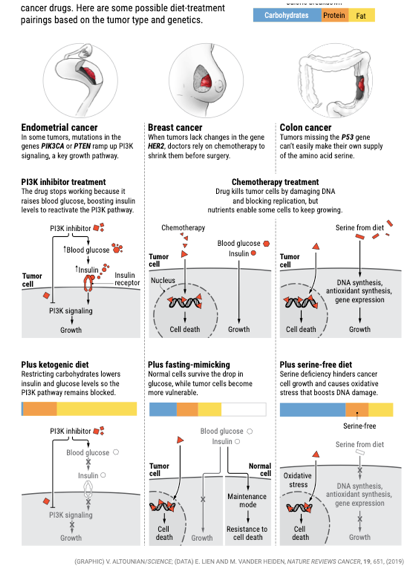 cancer drugs. Here are some possible diet-treatment
pairings based on the tumor type and genetics.
Carbohydrates Protein Fat
Endometrial cancer
In some tumors, mutations in the
genes PIK3CA or PTEN ramp up PI3K
signaling, a key growth pathway.
Breast cancer
When tumors lack changes in the gene
HER2, doctors rely on chemotherapy to
shrink them before surgery.
Colon cancer
Tumors missing the P53 gene
can't easily make their own supply
of the amino acid serine.
PI3K inhibitor treatment
The drug stops working because it
raises blood glucose, boosting insulin
levels to reactivate the PI3K pathway.
Chemotherapy treatment
Drug kills tumor cells by damaging DNA
and blocking replication, but
nutrients enable some cells to keep growing.
PI3K inhibitor
↑Blood glucose
↑Insulin
Insulin
receptor
Tumor
cell
PI3K signaling
Growth
Chemotherapy
Blood glucose
Insulin
Tumor
cell
Nucleus
Cell death
Growth
Serine from diet
Tumor
cell
DNA synthesis,
antioxidant synthesis,
gene expression
Cell death
Growth
Plus ketogenic diet
Restricting carbohydrates lowers
insulin and glucose levels so the
PI3K pathway remains blocked.
Plus fasting-mimicking
Normal cells survive the drop in
glucose, while tumor cells become
more vulnerable.
Plus serine-free diet
Serine deficiency hinders cancer
cell growth and causes oxidative
stress that boosts DNA damage.
Serine-free
PI3K inhibitor
Blood glucose
Insulin
PI3K signaling
Growth
Blood glucose
Insulin
Tumor
cell
Normal
cell
Maintenance
mode
Cell
death
Growth
Resistance to
cell death
Serine from diet
Oxidative
stress
DNA synthesis,
antioxidant synthesis,
gene expression
Cell
death
Growth
(GRAPHIC) V. ALTOUNIAN/SCIENCE; (DATA) E. LIEN AND M. VANDER HEIDEN, NATURE REVIEWS CANCER, 19, 651, (2019)